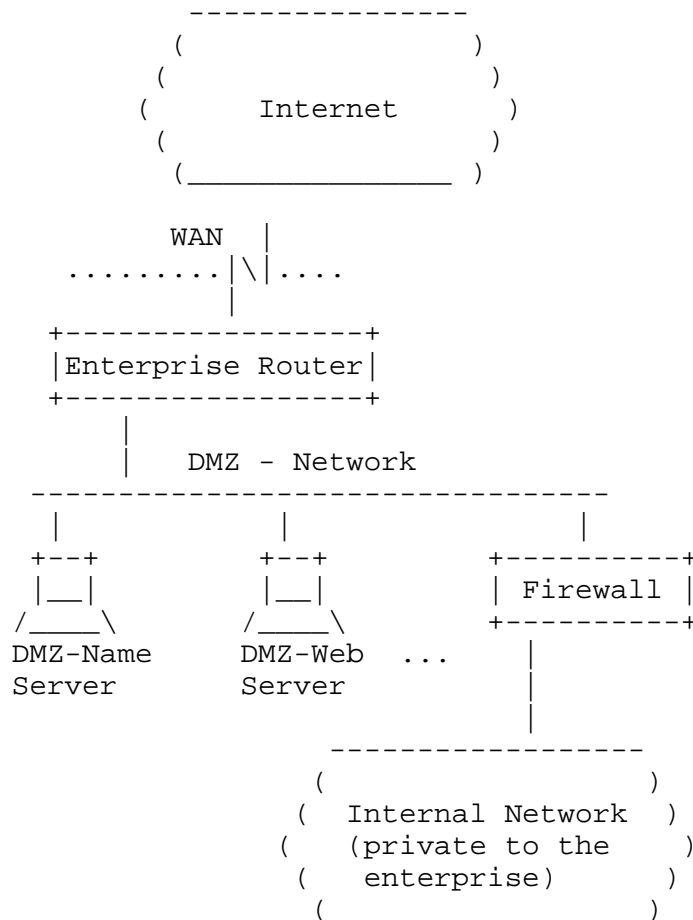 Internet
WAN
Enterprise Router
DMZ - Network
Firewall
DMZ-Name DMZ-Web ...
Server Server
Internal Network
(private to the
enterprise)